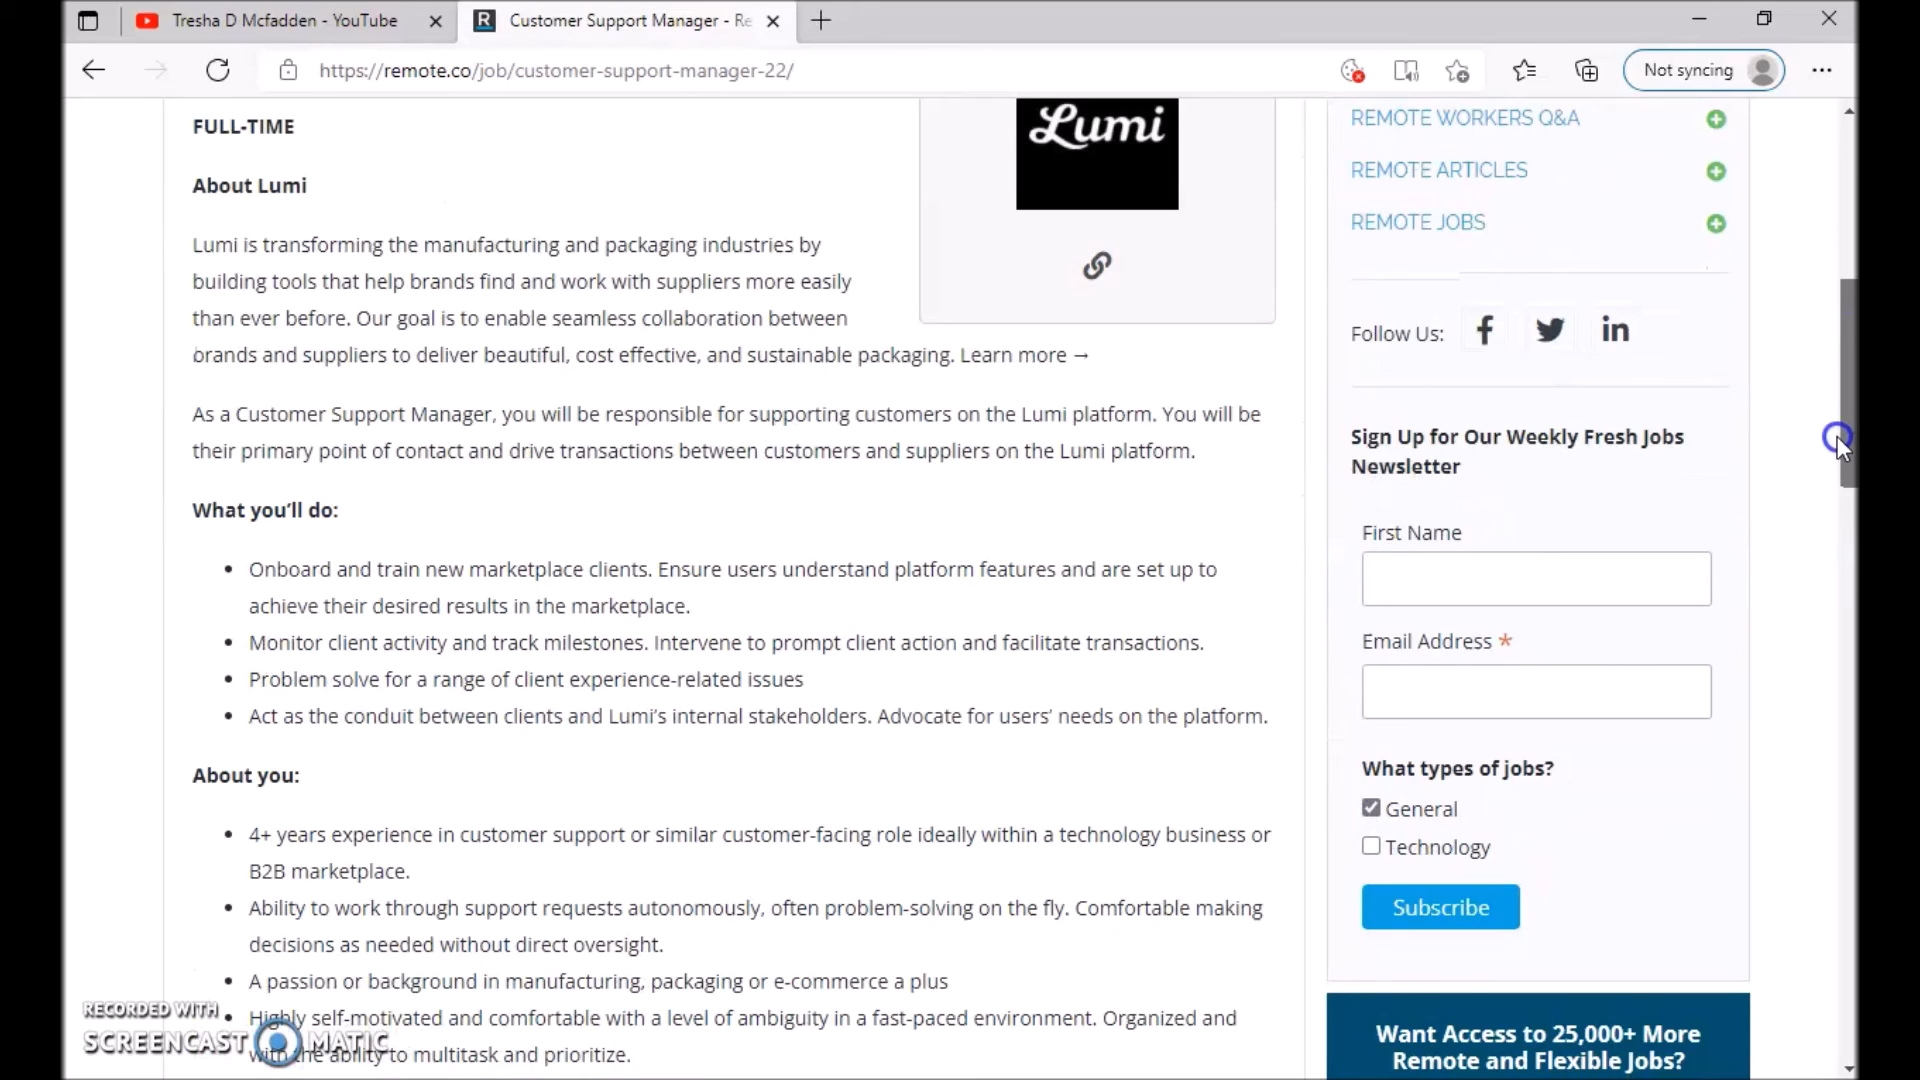 Tresha D Mcfadden - YouTube
Customer Support Manager - Re
https://remote.co/job/customer-support-manager-22/
Not syncing
FULL-TIME
Lumi
About Lumi
Lumi is transforming the manufacturing and packaging industries by
building tools that help brands find and work with suppliers more easily
than ever before. Our goal is to enable seamless collaboration between
brands and suppliers to deliver beautiful, cost effective, and sustainable packaging. Learn more →
As a Customer Support Manager, you will be responsible for supporting customers on the Lumi platform. You will be
their primary point of contact and drive transactions between customers and suppliers on the Lumi platform.
What you’ll do:
• Onboard and train new marketplace clients. Ensure users understand platform features and are set up to
achieve their desired results in the marketplace.
• Monitor client activity and track milestones. Intervene to prompt client action and facilitate transactions.
• Problem solve for a range of client experience-related issues
• Act as the conduit between clients and Lumi’s internal stakeholders. Advocate for users’ needs on the platform.
About you:
• 4+ years experience in customer support or similar customer-facing role ideally within a technology business or
B2B marketplace.
• Ability to work through support requests autonomously, often problem-solving on the fly. Comfortable making
decisions as needed without direct oversight.
• A passion or background in manufacturing, packaging or e-commerce a plus
• Highly self-motivated and comfortable with a level of ambiguity in a fast-paced environment. Organized and
with the ability to multitask and prioritize.
REMOTE WORKERS Q&A
REMOTE ARTICLES
REMOTE JOBS
Follow Us:
Sign Up for Our Weekly Fresh Jobs
Newsletter
First Name
Email Address *
What types of jobs?
General
Technology
Subscribe
Want Access to 25,000+ More
Remote and Flexible Jobs?
RECORDED WITH
SCREENCAST MATIC